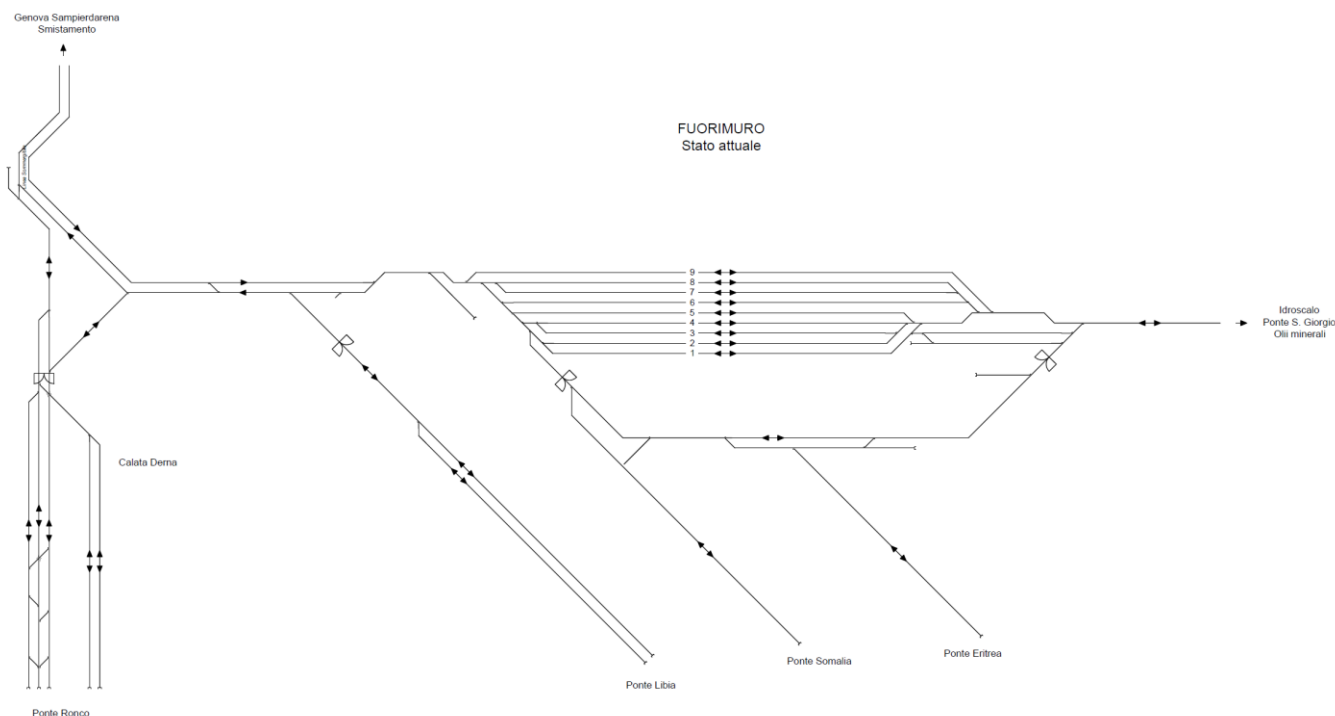 Genova Sampierdarena
Smistamento
FUORIMURO
Stato attuale
9
8
7
6
5
4
3
2
1
Idroscalo
Ponte S. Giorgio
Olii minerali
Calata Derna
Ponte Somalia
Ponte Eritrea
Ponte Libia
Ponte Ronco